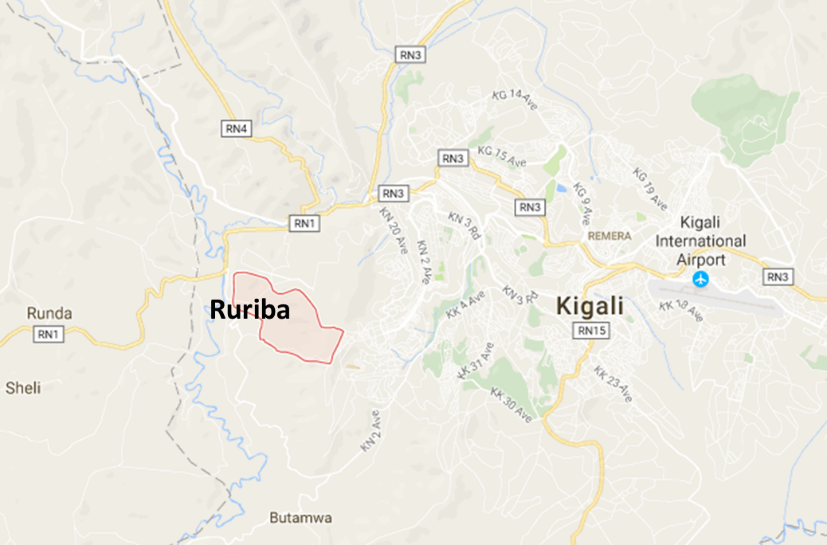 RN3
KG 14 Ave
RN4
RN3
KG 15 Ave
RN3
KG 19 Ave
KG 9 Ave
RN3
RN1
KN 20 Ave
KN 3 Rd
KN 2 Ave
REMERA
Kigali
International
Airport
RN3
KN 3 Rd
KK 4 Ave
Kigali
KK 18 Ave
Ruriba
Runda
RN1
RN15
KK 31 Ave
Sheli
KK 23 Ave
KK 30 Ave
KN 2 Ave
Butamwa